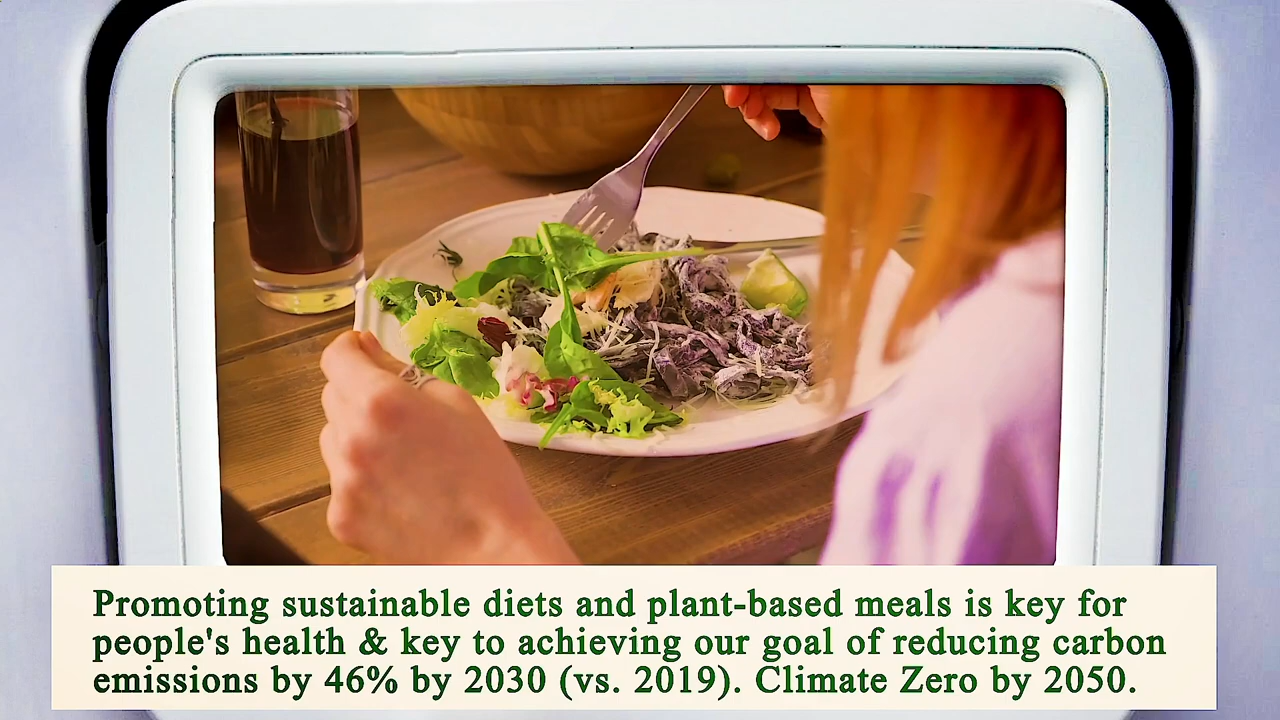 Promoting sustainable diets and plant-based meals is key for
people's health & key to achieving our goal of reducing carbon
emissions by 46% by 2030 (vs. 2019). Climate Zero by 2050.